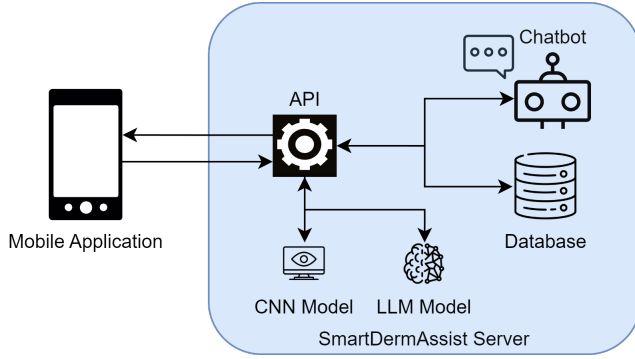 Chatbot
API
Mobile Application
Database
CNN Model
LLM Model
SmartDermAssist Server